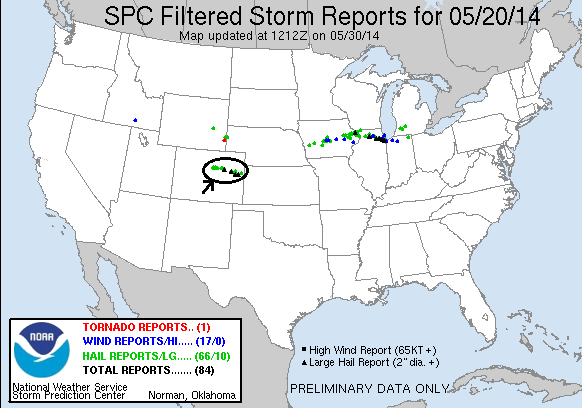 SPC Filtered Storm Reports for 05/20/14
Map updated at 1212Z on 05/30/14
TORNADO REPORTS.. (1)
WIND REPORTS/HI..... (17/0)
HAIL REPORTS/LG..... (66/10)
TOTAL REPORTS....... (84)
NOAA
National Weather Service
Storm Prediction Center Norman, Oklahoma
High Wind Report (65KT +)
Large Hail Report (2" dia. +)
PRELIMINARY DATA ONLY